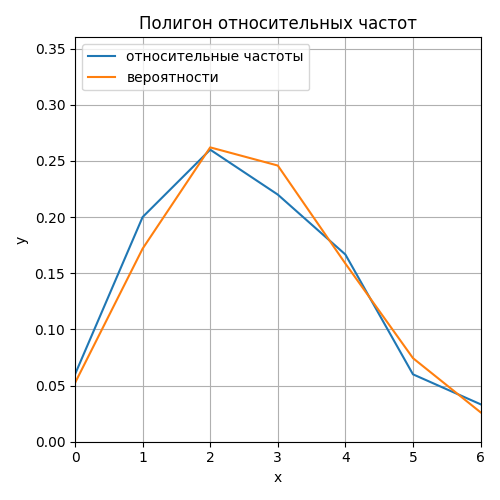 Полигон относительных частот
относительные частоты
вероятности
0.35
0.30
0.25
0.20
0.15
0.10
0.05
0.00
y
0 1 2 3 4 5 6
x